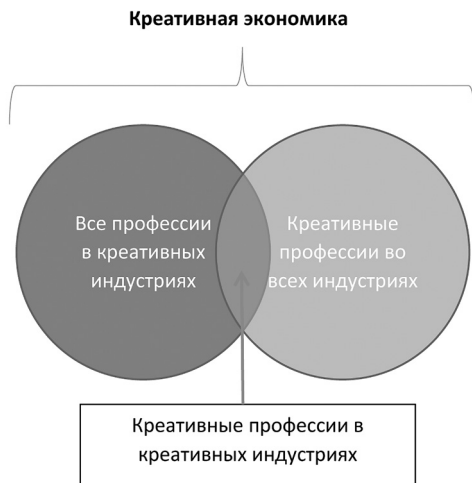 Креативная экономика
Все профессии
в креативных
индустриях
Креативные
профессии во
всех индустриях
Креативные профессии в
креативных индустриях